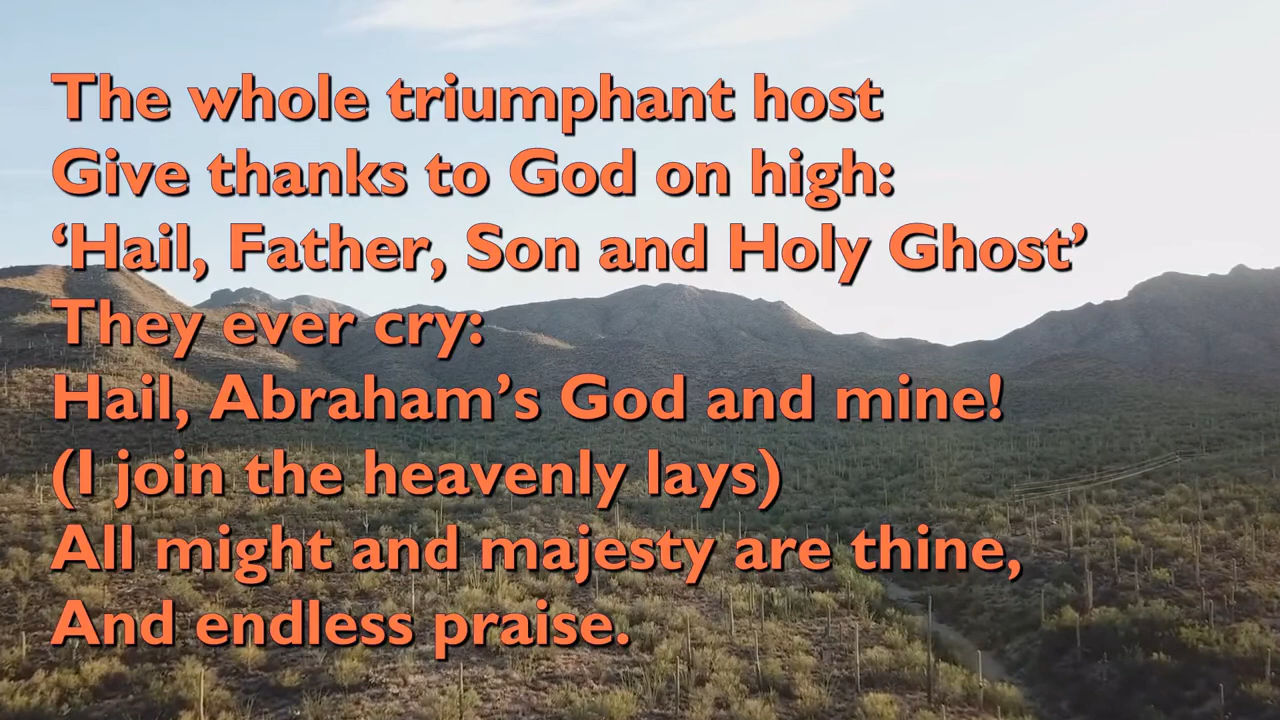 The whole triumphant host
Give thanks to God on high:
‘Hail, Father, Son and Holy Ghost’
They ever cry:
Hail, Abraham’s God and mine!
(I join the heavenly lays)
All might and majesty are thine,
And endless praise.